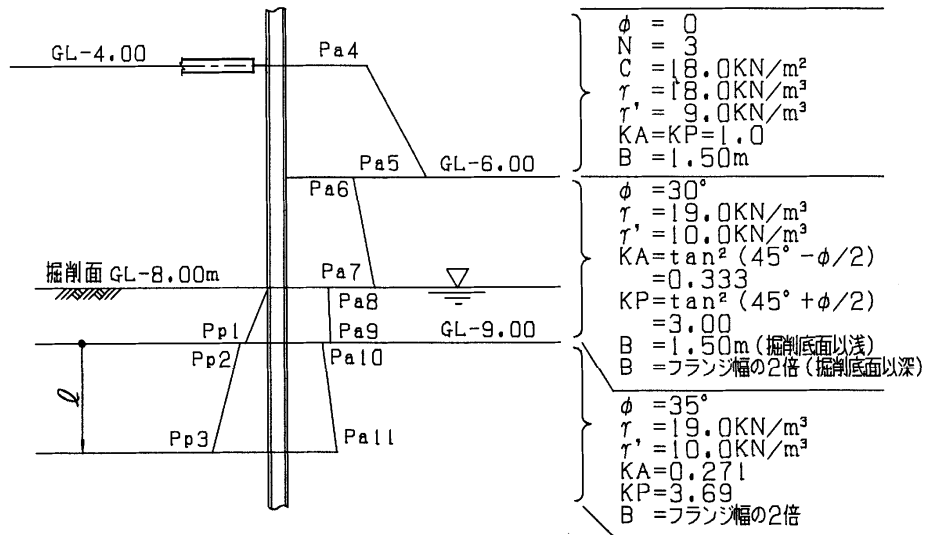 GL-4.00
Pa4
Pa5 GL-6.00
Pa6
掘削面 GL-8.00m
Pa7
Pa8
Pp1
Pa9
GL-9.00
Pp2
Pa10
ℓ
Pp3
Pa11
φ = 0
N = 3
C =18.0KN/m²
r =18.0KN/m³
r' = 9.0KN/m³
KA=KP=1.0
B =1.50m
φ =30°
r =19.0KN/m³
r' =10.0KN/m³
KA=tan²(45°-φ/2)
=0.333
KP=tan²(45°+φ/2)
=3.00
B =1.50m(掘削底面以浅)
B =フランジ幅の2倍(掘削底面以深)
φ =35°
r =19.0KN/m³
r' =10.0KN/m³
KA=0.271
KP=3.69
B =フランジ幅の2倍